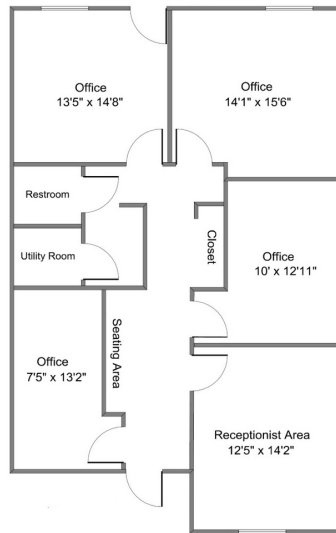 Office
13'5" x 14'8"
Office
14'1" x 15'6"
Restroom
Utility Room
Closet
Office
10' x 12'11"
Seating Area
Office
7'5" x 13'2"
Receptionist Area
12'5" x 14'2"